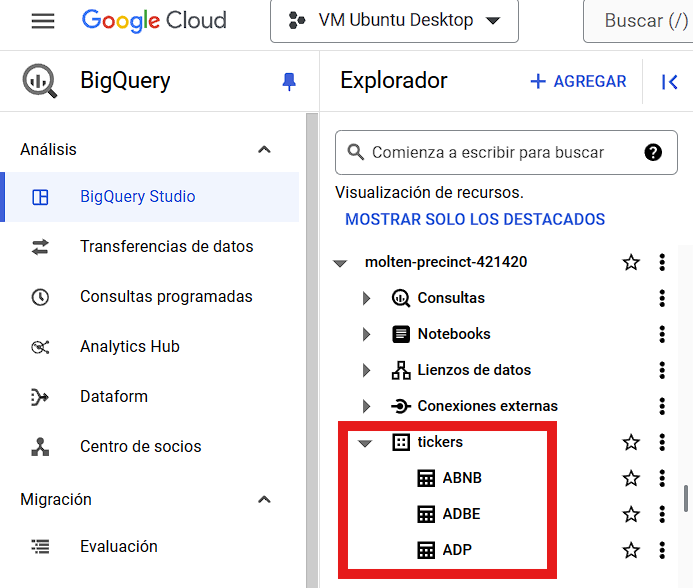 Google Cloud
VM Ubuntu Desktop
Buscar (/)
BigQuery
Análisis
BigQuery Studio
Transferencias de datos
Consultas programadas
Analytics Hub
Dataform
Centro de socios
Migración
Evaluación
Explorador
+ AGREGAR
Comienza a escribir para buscar
Visualización de recursos.
MOSTRAR SOLO LOS DESTACADOS
molten-precinct-421420
Consultas
Notebooks
Lienzos de datos
Conexiones externas
tickers
ABNB
ADBE
ADP